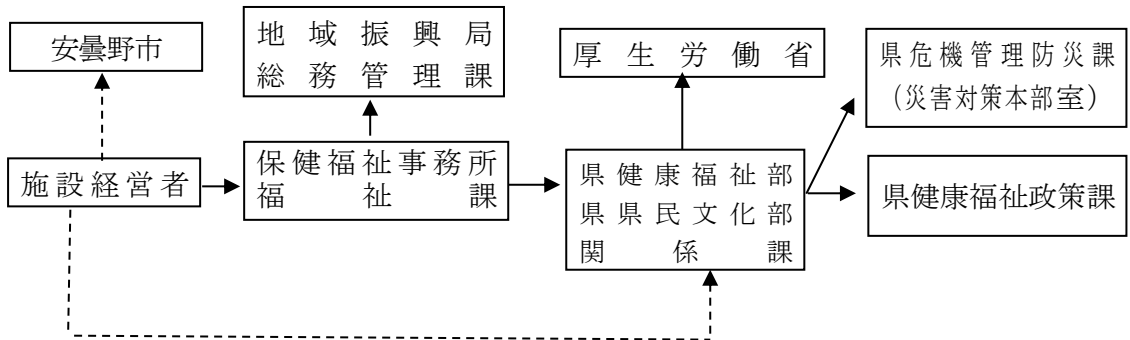 安曇野市
地域振興局
総務管理課
厚生労働省
県危機管理防災課
(災害対策本部室)
施設経営者
保健福祉事務所
福祉課
県健康福祉部
県県民文化部
関係課
県健康福祉政策課